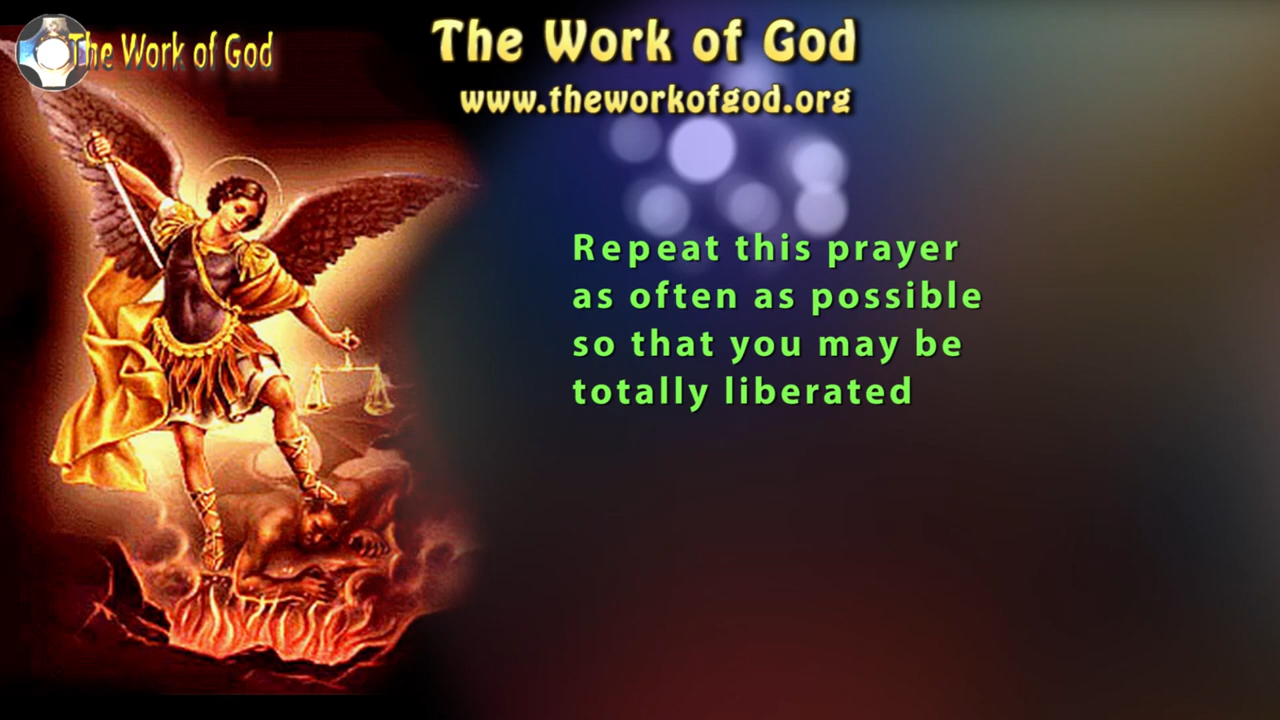 The Work of God
The Work of God
www.theworkofgod.org
Repeat this prayer
as often as possible
so that you may be
totally liberated